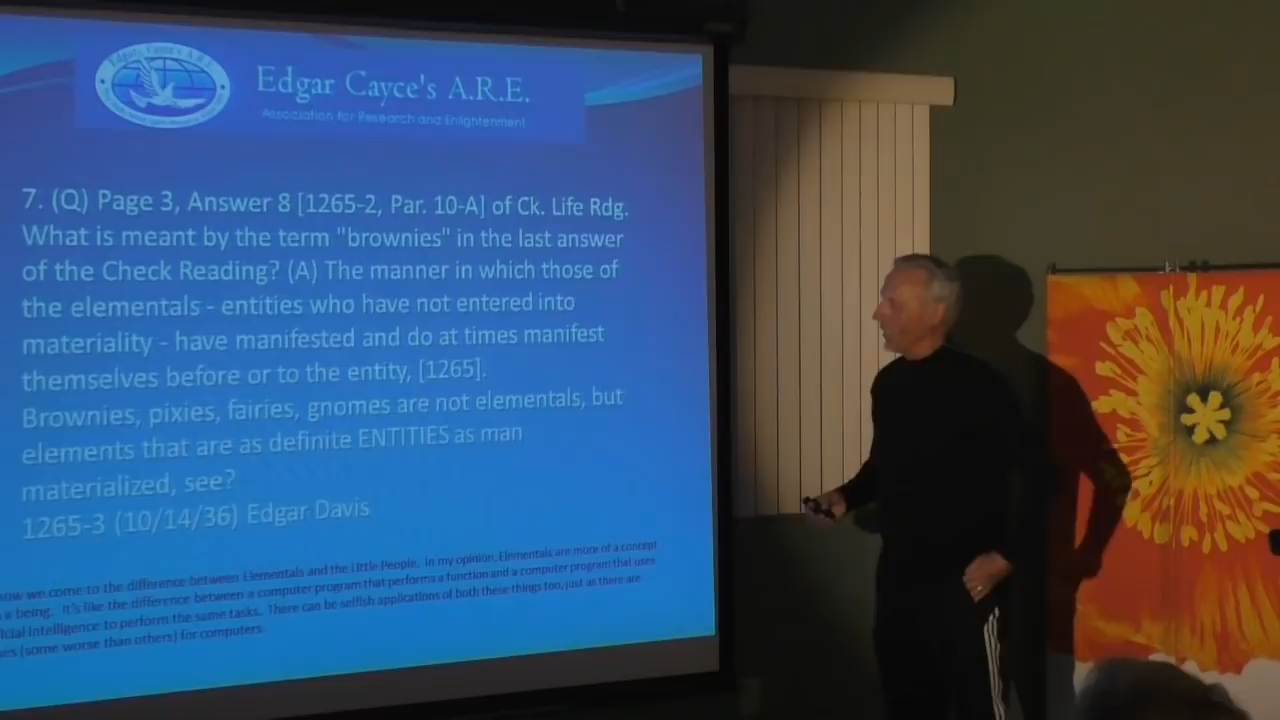 Edgar Cayce's A.R.E.
Association for Research and Enlightenment
7. (Q) Page 3, Answer 8 [1265-2, Par. 10-A] of Ck. Life Rdg.
What is meant by the term "brownies" in the last answer
of the Check Reading? (A) The manner in which those of
the elementals - entities who have not entered into
materiality - have manifested and do at times manifest
themselves before or to the entity, [1265].
Brownies, pixies, fairies, gnomes are not elementals, but
elements that are as definite ENTITIES as man
materialized, see?
1265-3 (10/14/36) Edgar Davis
now we come to the difference between Elementals and the Little People. In my opinion, Elementals are more of a concept
a being. It's like the difference between a computer program that performs a function and a computer program that uses
Intelligence to perform the same tasks. There can be selfish applications of both these things too, just as there are
(some worse than others) for computers.